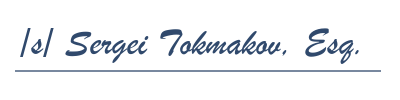 /s/ Sergei Tokmakov, Esq.